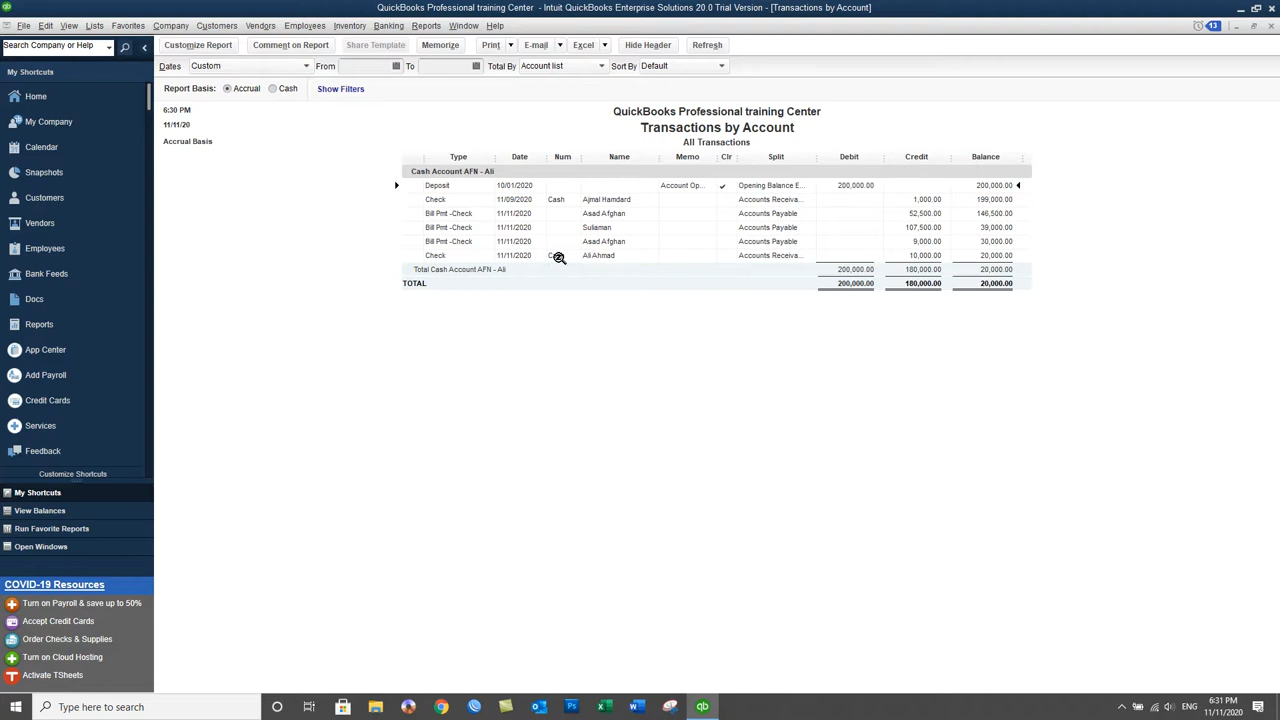 QuickBooks Professional training Center - Intuit QuickBooks Enterprise Solutions 20.0 Trial Version - [Transactions by Account]
File Edit View Lists Favorites Company Customers Vendors Employees Inventory Banking Reports Window Help 13
Search Company or Help Customize Report Comment on Report Share Template Memorize Print E-mail Excel Hide Header Refresh
My Shortcuts
Dates Custom From To Total By Account list Sort By Default
Report Basis: Accrual Cash Show Filters
6:30 PM
11/11/20
Accrual Basis
QuickBooks Professional training Center
Transactions by Account
All Transactions
Type Date Num Name Memo Clr Split Debit Credit Balance
Cash Account AFN - Ali
Deposit 10/01/2020 Account Op... Opening Balance E... 200,000.00 200,000.00
Check 11/09/2020 Cash Ajmal Hamdard Accounts Receiva... 1,000.00 199,000.00
Bill Pmt -Check 11/11/2020 Asad Afghan Accounts Payable 52,500.00 146,500.00
Bill Pmt -Check 11/11/2020 Suliaman Accounts Payable 107,500.00 39,000.00
Bill Pmt -Check 11/11/2020 Asad Afghan Accounts Payable 9,000.00 30,000.00
Check 11/11/2020 Ali Ahmad Accounts Receiva... 10,000.00 20,000.00
Total Cash Account AFN - Ali 200,000.00 180,000.00 20,000.00
TOTAL 200,000.00 180,000.00 20,000.00
Home
My Company
Calendar
Snapshots
Customers
Vendors
Employees
Bank Feeds
Docs
Reports
App Center
Add Payroll
Credit Cards
Services
Feedback
Customize Shortcuts
My Shortcuts
View Balances
Run Favorite Reports
Open Windows
COVID-19 Resources
Turn on Payroll & save up to 50%
Accept Credit Cards
Order Checks & Supplies
Turn on Cloud Hosting
Activate TSheets
Type here to search
ENG
6:31 PM
11/11/2020